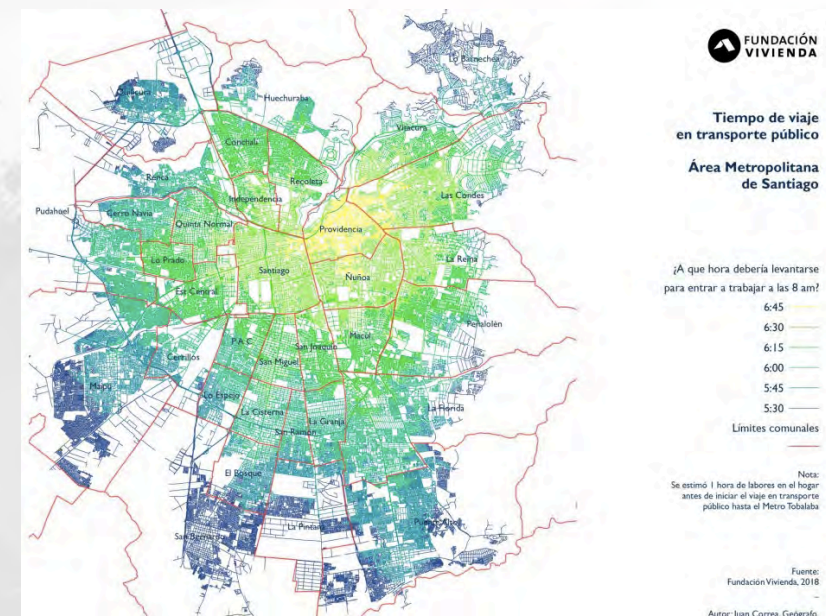 FUNDACIÓN
VIVIENDA
Tiempo de viaje
en transporte público
Área Metropolitana
de Santiago
¿A que hora debería levantarse
para entrar a trabajar a las 8 am?
6:45
6:30
6:15
6:00
5:45
5:30
Límites comunales
Nota:
Se estimó 1 hora de labores en el hogar
antes de iniciar el viaje en transporte
público hasta el Metro Tobalaba
Fuente:
Fundación Vivienda, 2018
Autor: Juan Correa, Geógrafo.
Lo Barnechea
Quilicura
Huechuraba
Vitacura
Conchalí
Renca
Recoleta
Independencia
Las Condes
Pudahuel
Cerro Navia
Quinta Normal
Providencia
Lo Prado
Santiago
Ñuñoa
La Reina
Est. Central
Peñalolén
Macul
P.A.C.
San Joaquín
San Miguel
Cerrillos
Maipú
Lo Espejo
La Cisterna
La Granja
San Ramón
La Florida
El Bosque
La Pintana
Puente Alto
San Bernardo